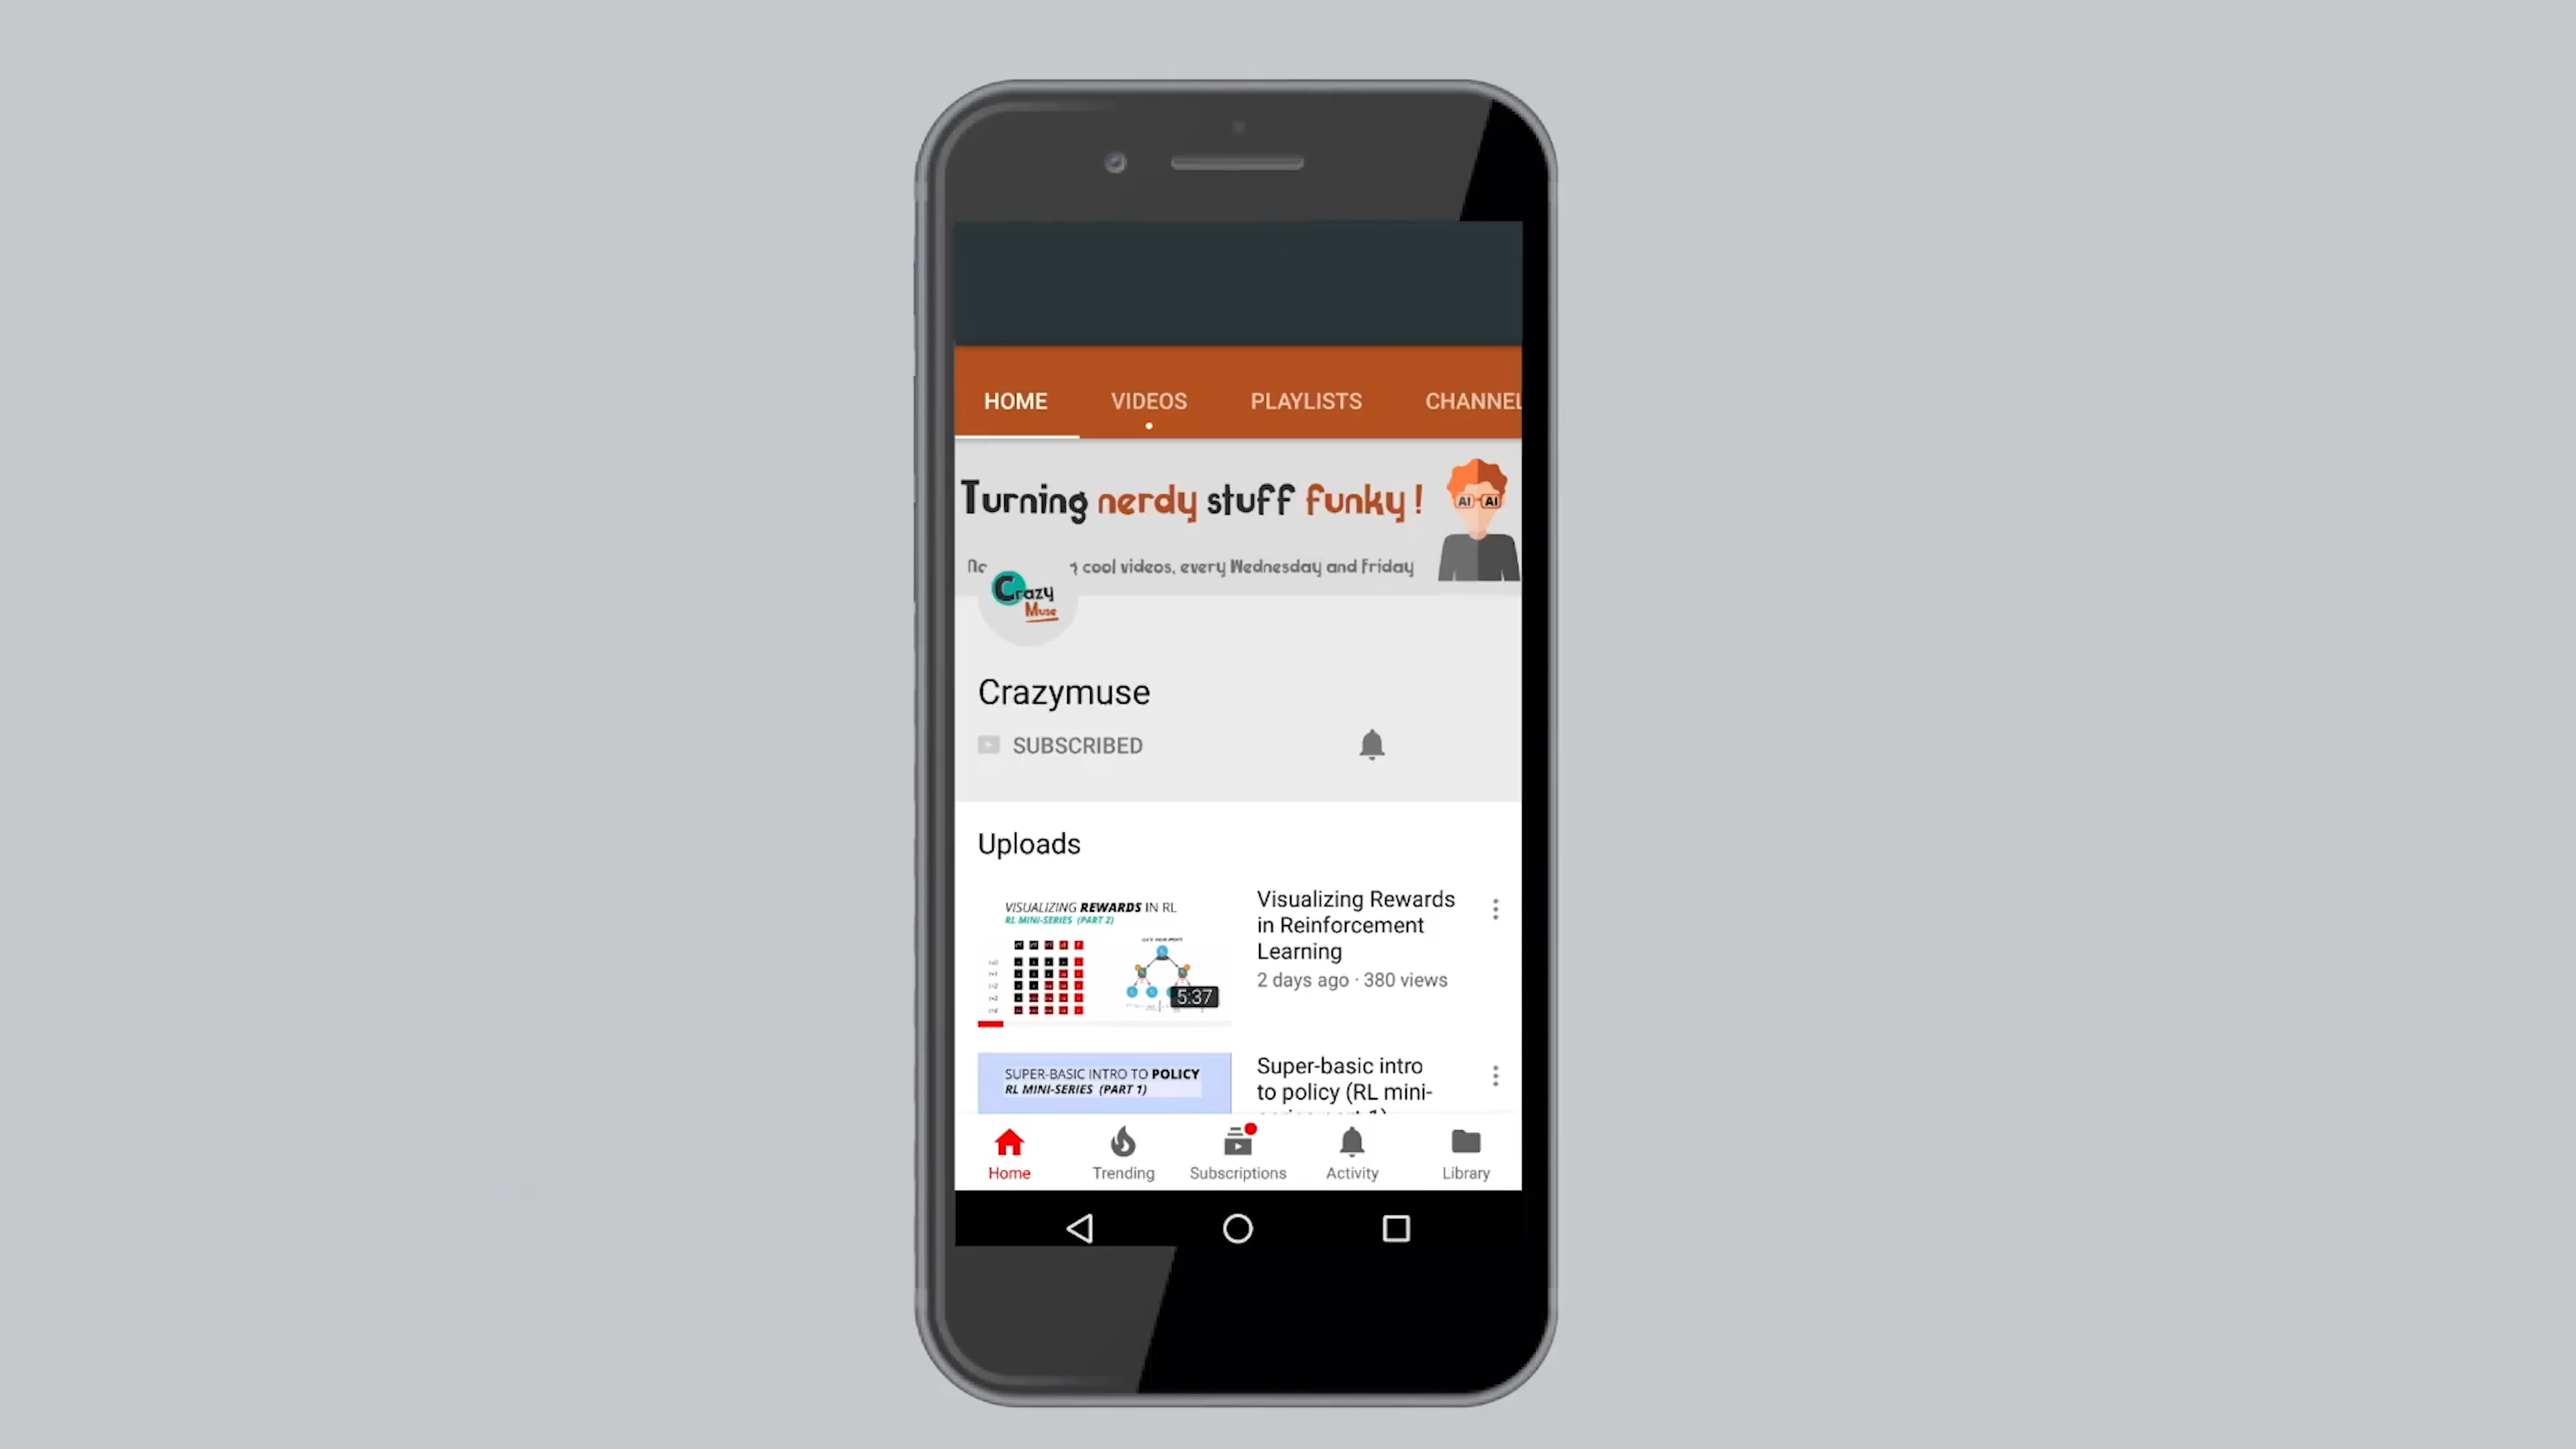 HOME VIDEOS PLAYLISTS CHANNEL
Turning nerdy stuff funky !
AI AI
cool videos, every Wednesday and Friday
Crazy
Muse
Crazymuse
SUBSCRIBED
Uploads
VISUALIZING REWARDS IN RL
RL MINI-SERIES (PART 2)
5:37
Visualizing Rewards
in Reinforcement
Learning
2 days ago · 380 views
SUPER-BASIC INTRO TO POLICY
RL MINI-SERIES (PART 1)
Super-basic intro
to policy (RL mini-
Home Trending Subscriptions Activity Library